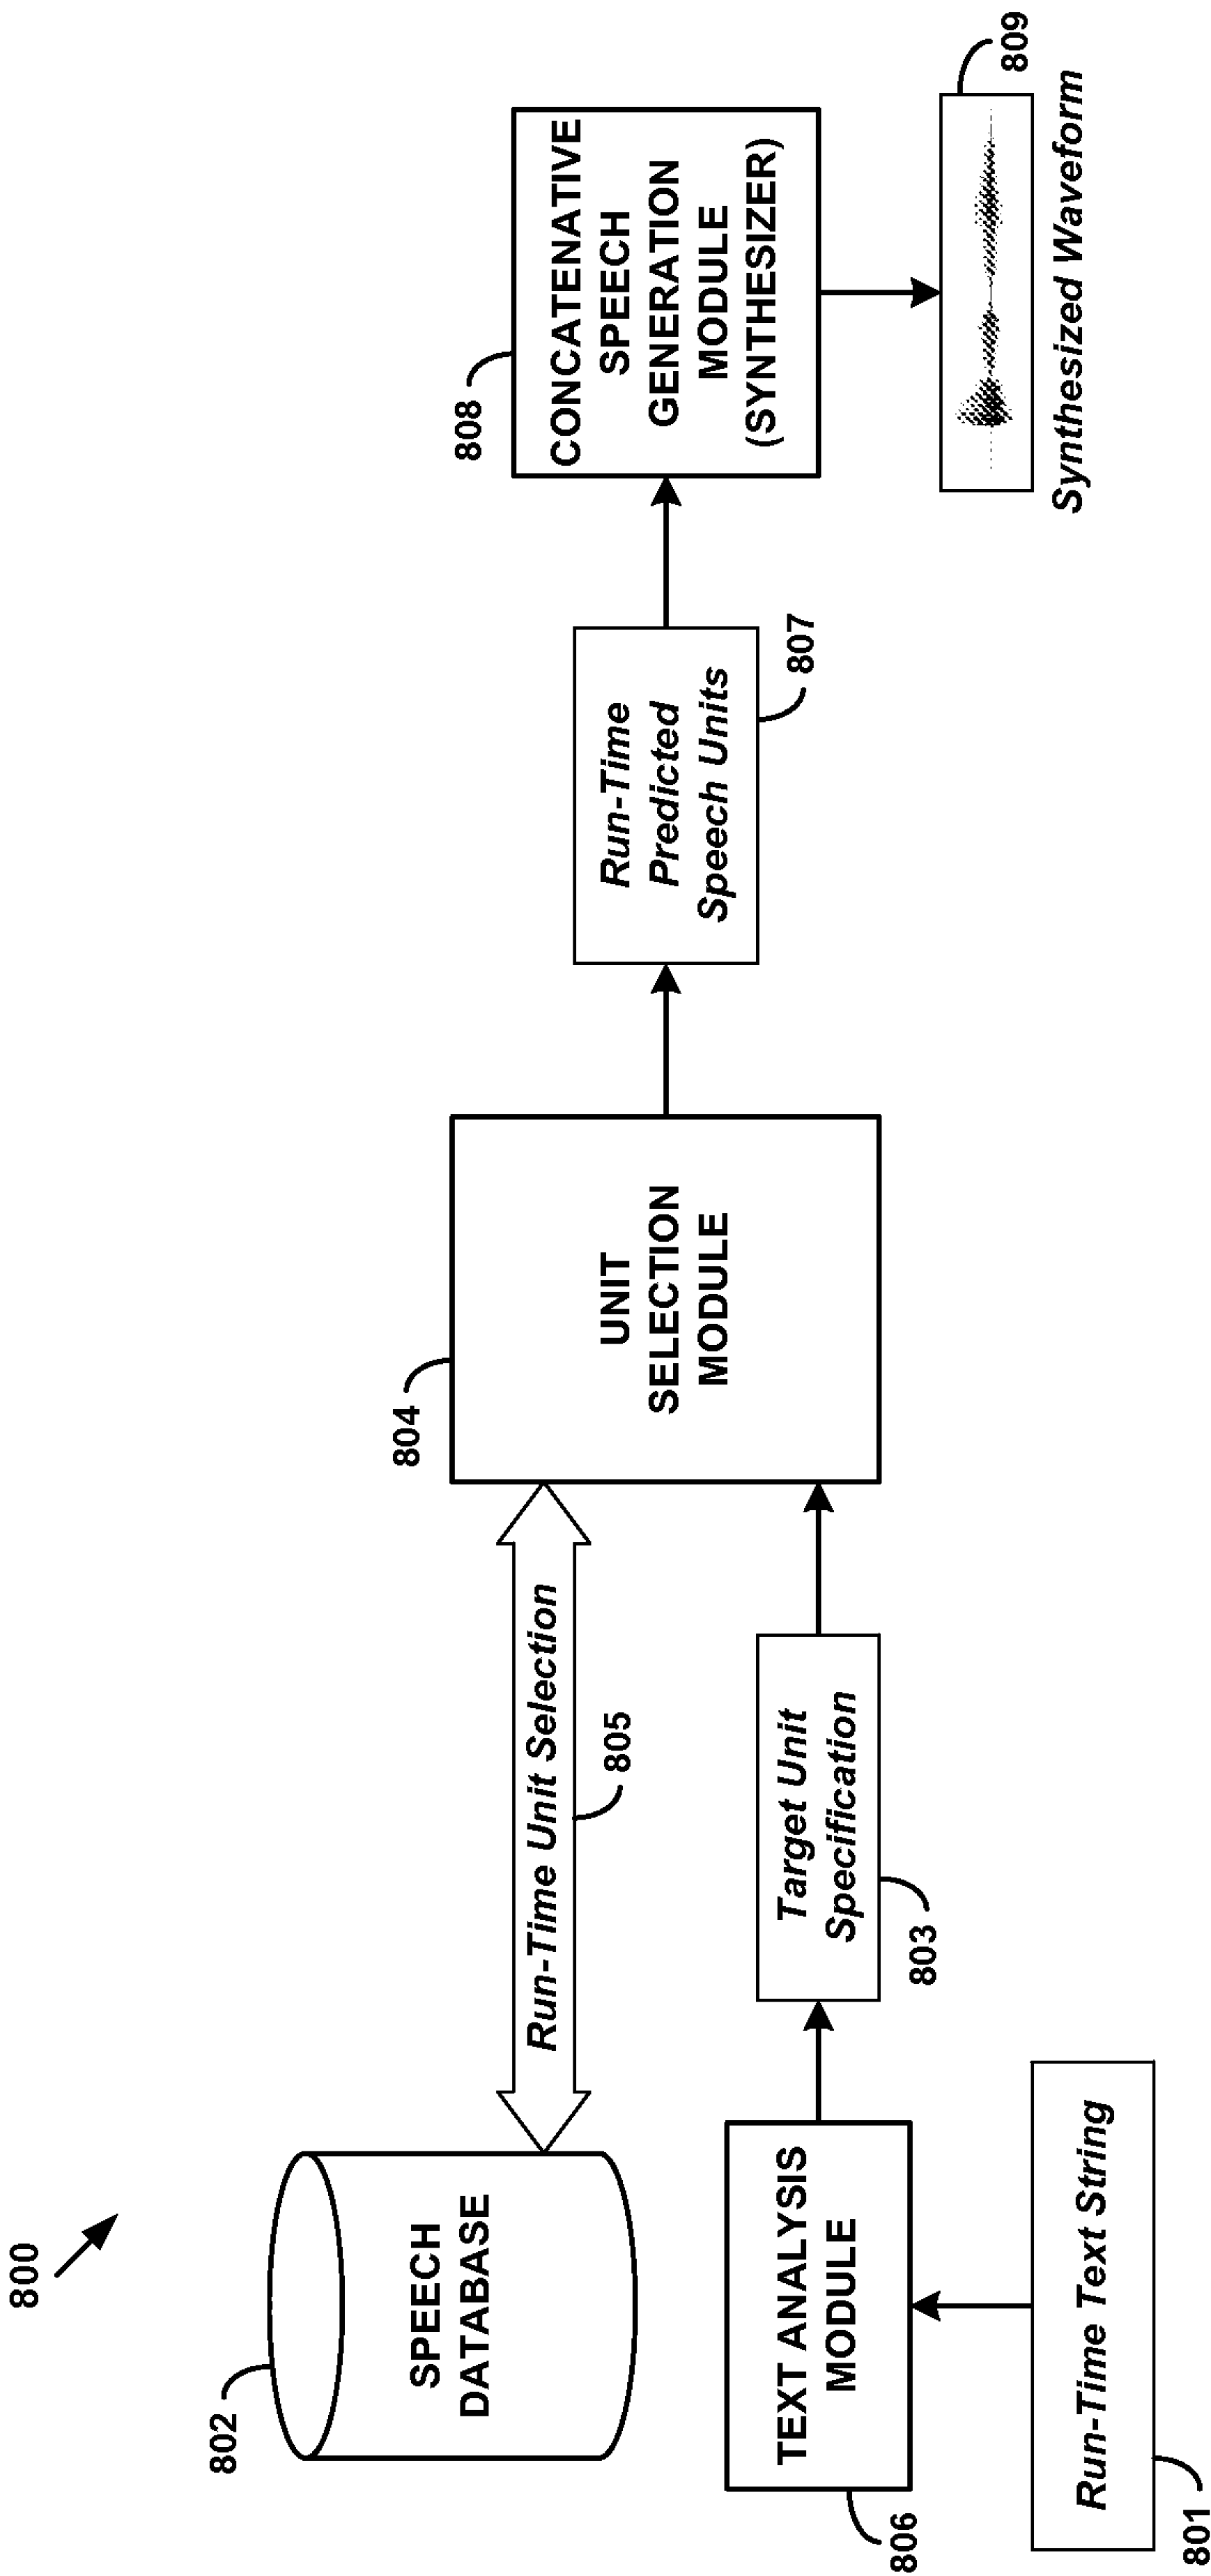 800
802
SPEECH
DATABASE
Run-Time Unit Selection
805
804
UNIT
SELECTION
MODULE
Run-Time
Predicted
Speech Units
807
808
CONCATENATIVE
SPEECH
GENERATION
MODULE
(SYNTHESIZER)
809
Synthesized Waveform
806
TEXT ANALYSIS
MODULE
Target Unit
Specification
803
Run-Time Text String
801